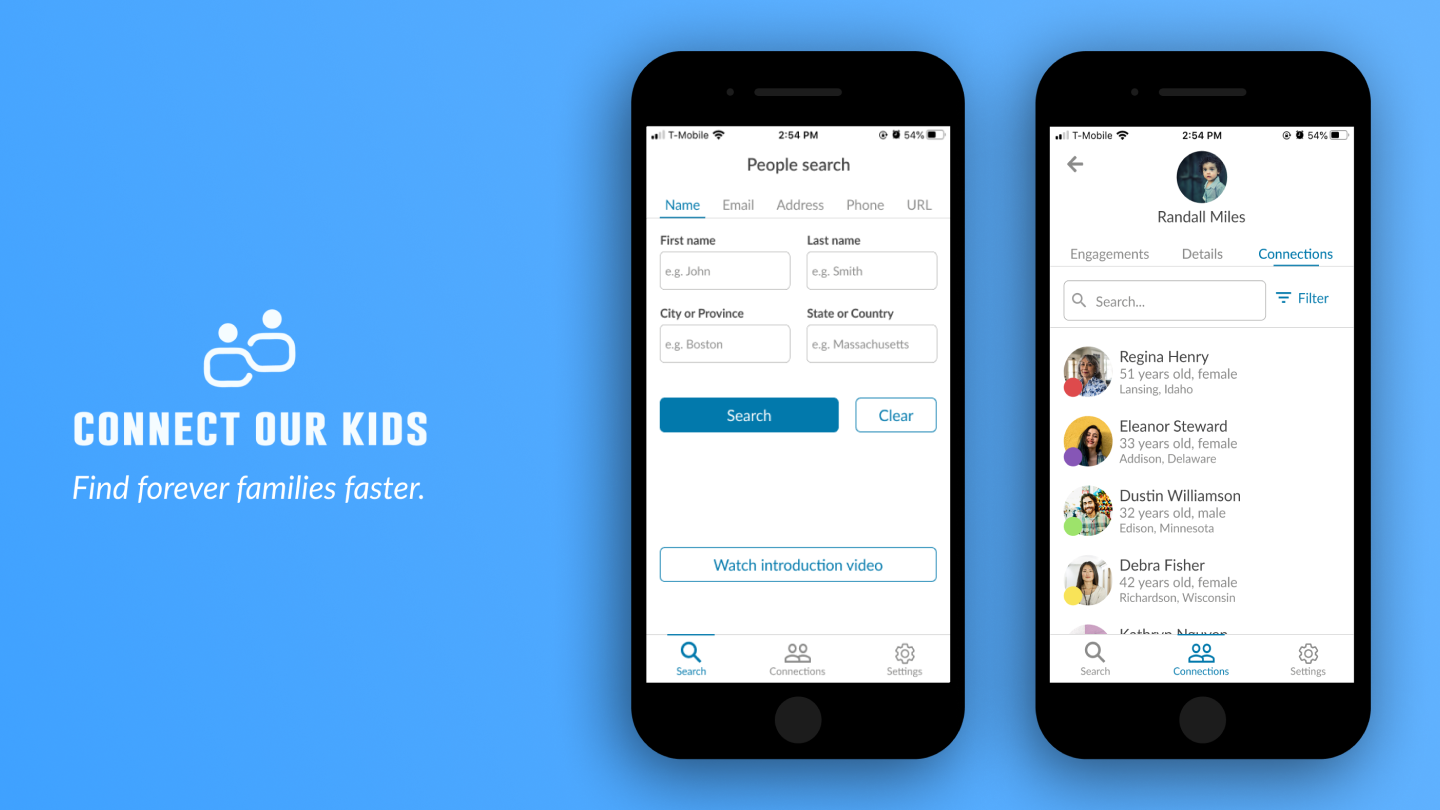 CONNECT OUR KIDS
Find forever families faster.
T-Mobile 2:54 PM 54%
People search
Name Email Address Phone URL
First name Last name
e.g. John e.g. Smith
City or Province State or Country
e.g. Boston e.g. Massachusetts
Search Clear
Watch introduction video
Search Connections Settings
T-Mobile 2:54 PM 54%
Randall Miles
Engagements Details Connections
Search... Filter
Regina Henry
51 years old, female
Lansing, Idaho
Eleanor Steward
33 years old, female
Addison, Delaware
Dustin Williamson
32 years old, male
Edison, Minnesota
Debra Fisher
42 years old, female
Richardson, Wisconsin
Search Connections Settings